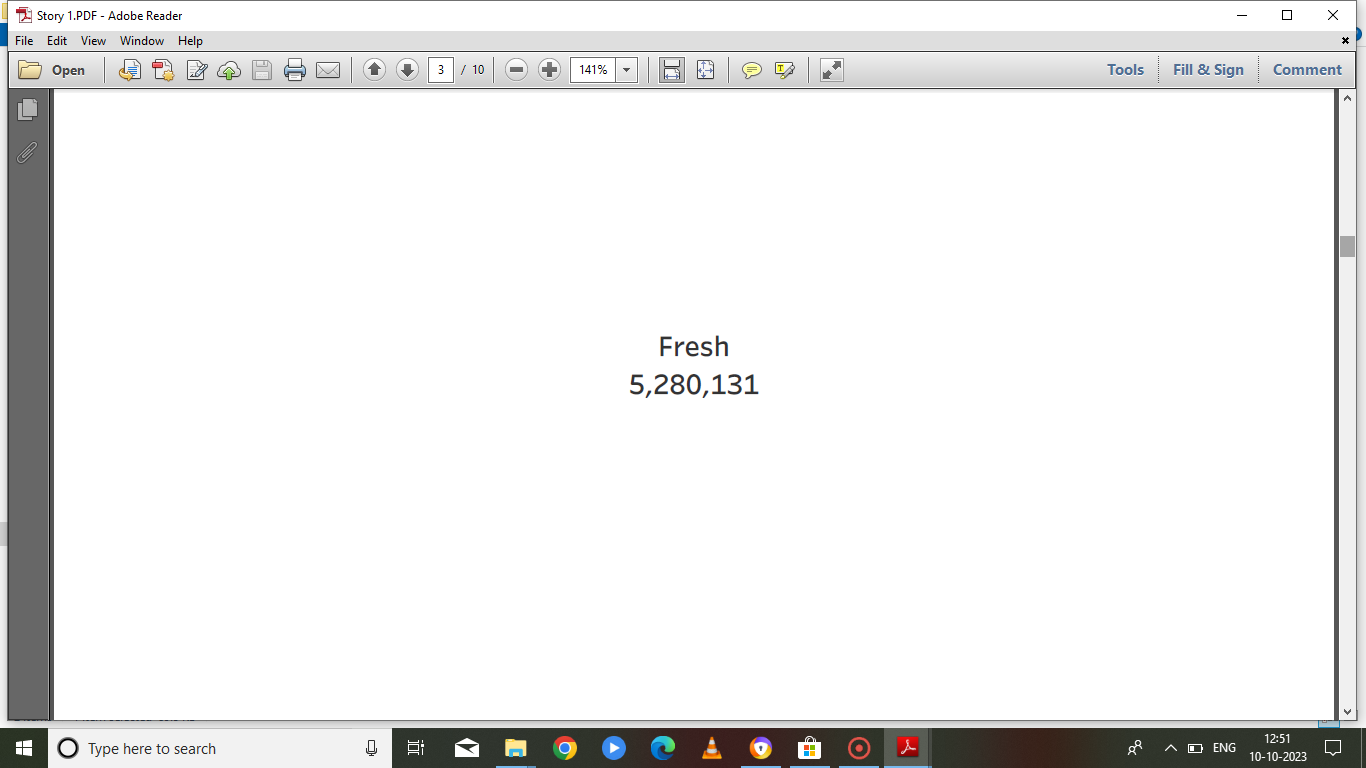 Story 1.PDF - Adobe Reader
File Edit View Window Help
Open 3 / 10 141% Tools Fill & Sign Comment
Fresh
5,280,131
Type here to search ENG 12:51
10-10-2023